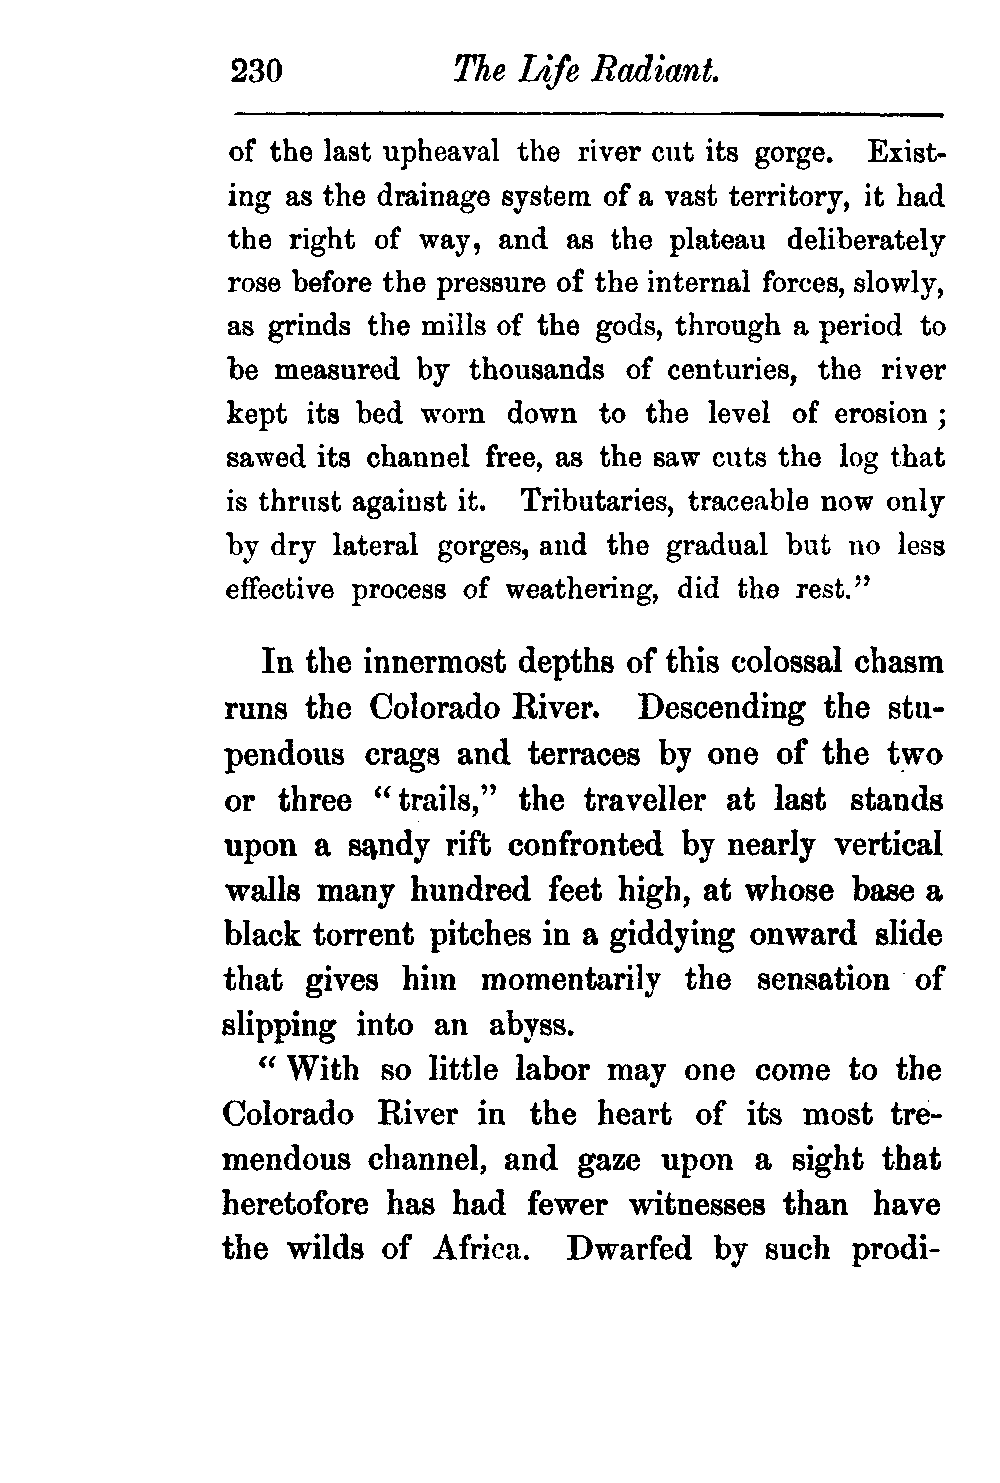 230 The Life Radiant.
of the last upheaval the river cut its gorge. Exist-
ing as the drainage system of a vast territory, it had
the right of way, and as the plateau deliberately
rose before the pressure of the internal forces, slowly,
as grinds the mills of the gods, through a period to
be measured by thousands of centuries, the river
kept its bed worn down to the level of erosion ;
sawed its channel free, as the saw cuts the log that
is thrust against it. Tributaries, traceable now only
by dry lateral gorges, and the gradual but no less
effective process of weathering, did the rest.”
In the innermost depths of this colossal chasm
runs the Colorado River. Descending the stu-
pendous crags and terraces by one of the two
or three “trails,” the traveller at last stands
upon a sandy rift confronted by nearly vertical
walls many hundred feet high, at whose base a
black torrent pitches in a giddying onward slide
that gives him momentarily the sensation of
slipping into an abyss.
“With so little labor may one come to the
Colorado River in the heart of its most tre-
mendous channel, and gaze upon a sight that
heretofore has had fewer witnesses than have
the wilds of Africa. Dwarfed by such prodi-